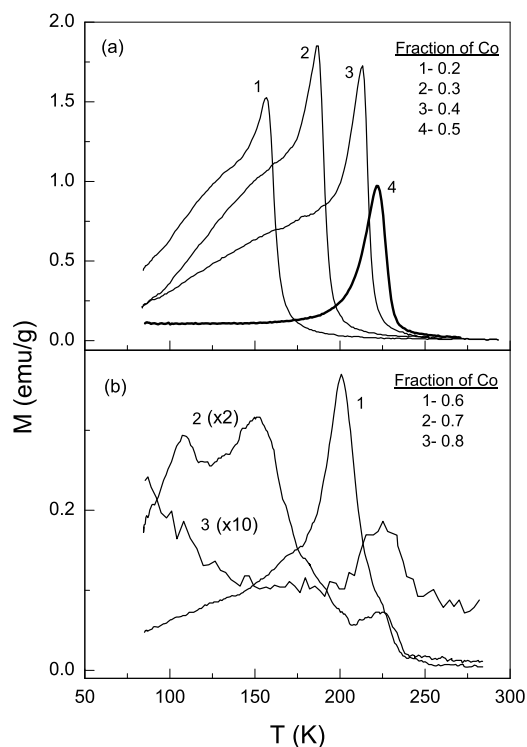 2.0
(a)
Fraction of Co
1- 0.2
2- 0.3
3- 0.4
4- 0.5
1
2
3
4
1.5
1.0
0.5
0.0
M (emu/g)
(b)
Fraction of Co
1- 0.6
2- 0.7
3- 0.8
1
2 (x2)
3 (x10)
0.2
0.0
50 100 150 200 250 300
T (K)